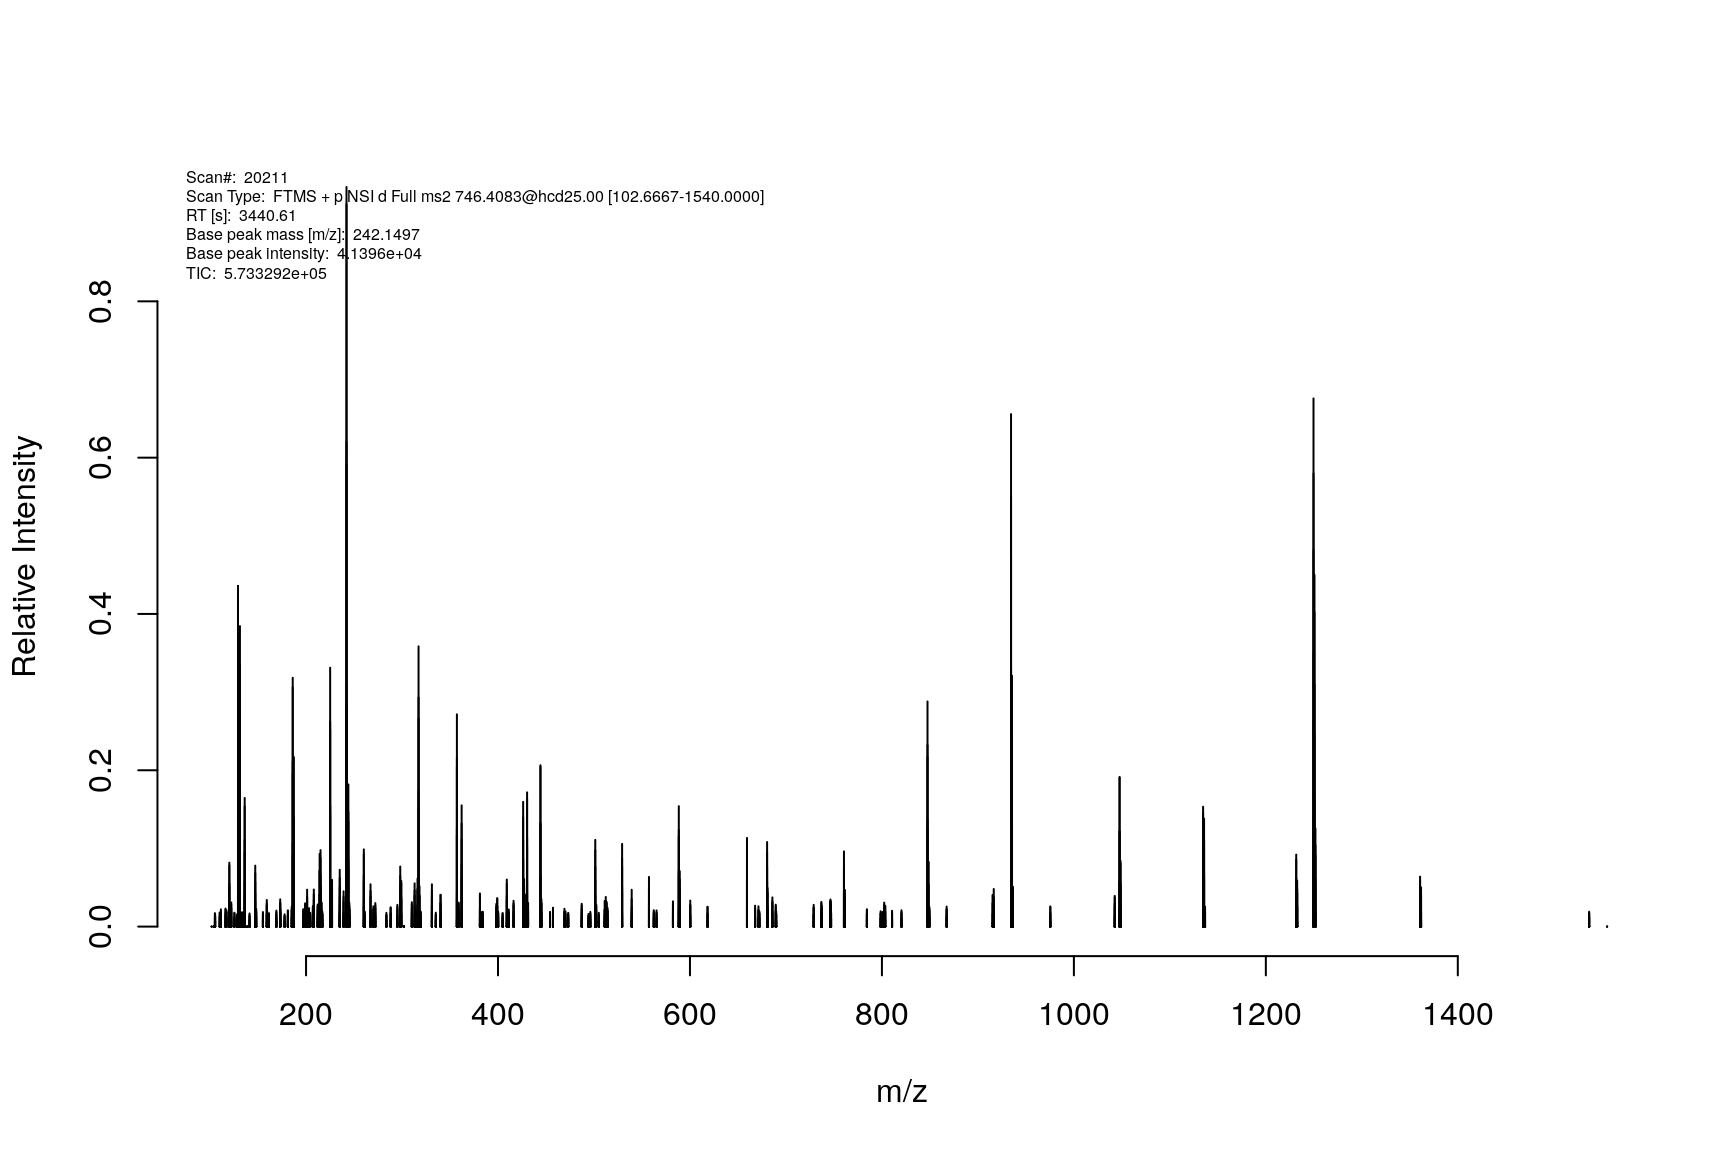 Scan#: 20211
Scan Type: FTMS + p NSI d Full ms2 746.4083@hcd25.00 [102.6667-1540.0000]
RT [s]: 3440.61
Base peak mass [m/z]: 242.1497
Base peak intensity: 4.1396e+04
TIC: 5.733292e+05
Relative Intensity
0.8
0.6
0.4
0.2
0.0
200 400 600 800 1000 1200 1400
m/z